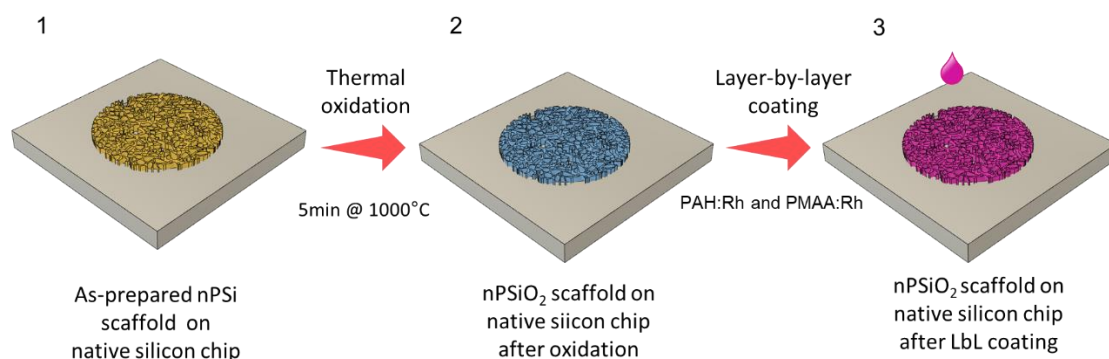 1
2
3
Thermal
oxidation
5min @ 1000°C
Layer-by-layer
coating
PAH:Rh and PMAA:Rh
As-prepared nPSi
scaffold on
native silicon chip
nPSiO₂ scaffold on
native siicon chip
after oxidation
nPSiO₂ scaffold on
native silicon chip
after LbL coating